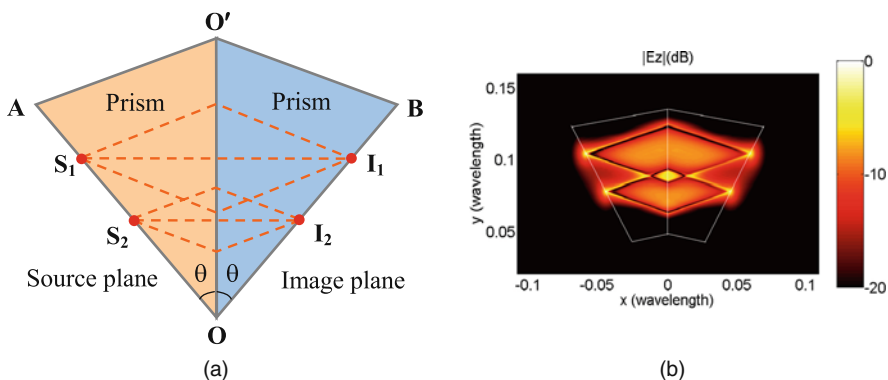 O′
A
Prism
Prism
B
S₁
I₁
S₂
I₂
Source plane
θ
θ
Image plane
O
(a)
|Ez|(dB)
0.15
0.1
0.05
y (wavelength)
-0.1
-0.05
0
0.05
0.1
x (wavelength)
0
-10
-20
(b)